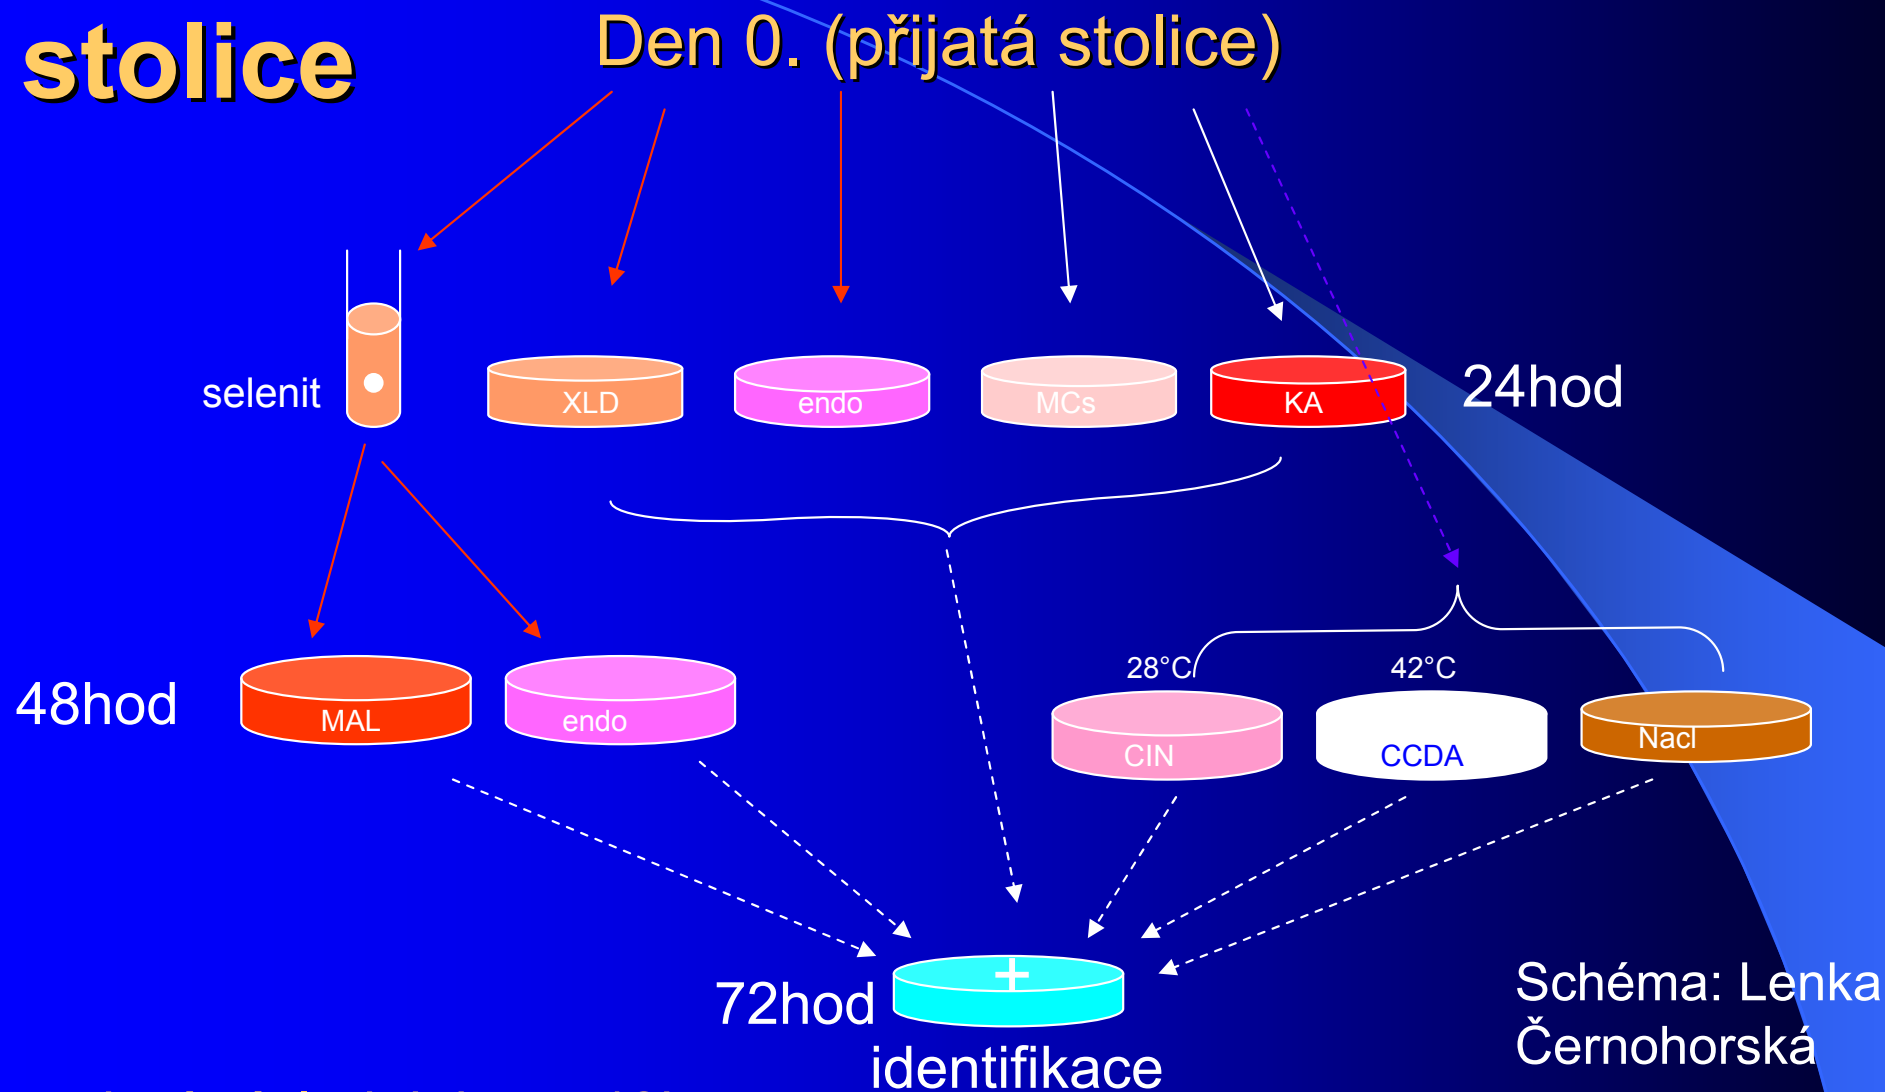 stolice
Den 0. (přijatá stolice)
selenit
XLD
endo
MCs
KA
24hod
48hod
MAL
endo
28°C
42°C
CIN
CCDA
Nacl
+
72hod
identifikace
Schéma: Lenka
Černohorská